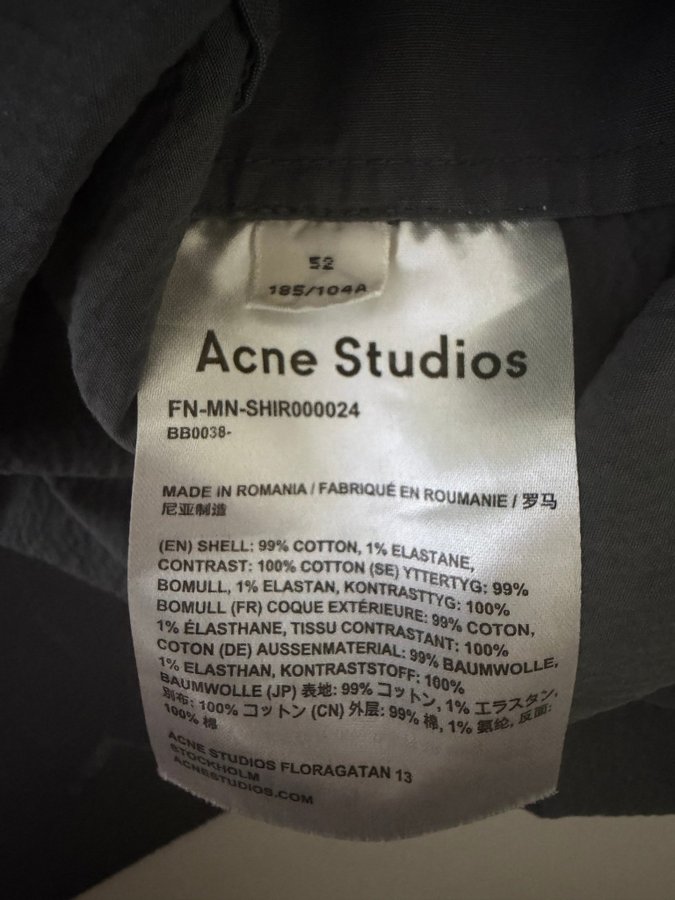 52
185/104A
Acne Studios
FN-MN-SHIR000024
BB0038-
MADE IN ROMANIA / FABRIQUÉ EN ROUMANIE / 罗马
尼亚制造
(EN) SHELL: 99% COTTON, 1% ELASTANE,
CONTRAST: 100% COTTON (SE) YTTERTYG: 99%
BOMULL, 1% ELASTAN, KONTRASTTYG: 100%
BOMULL (FR) COQUE EXTÉRIEURE: 99% COTON,
1% ÉLASTHANE, TISSU CONTRASTANT: 100%
COTON (DE) AUSSENMATERIAL: 99% BAUMWOLLE,
1% ELASTHAN, KONTRASTSTOFF: 100%
BAUMWOLLE (JP) 表地: 99% コットン, 1% エラスタン,
別布: 100% コットン (CN) 外层: 99% 棉, 1% 氨纶, 反面:
100% 棉
ACNE STUDIOS FLORAGATAN 13
STOCKHOLM
ACNESTUDIOS.COM